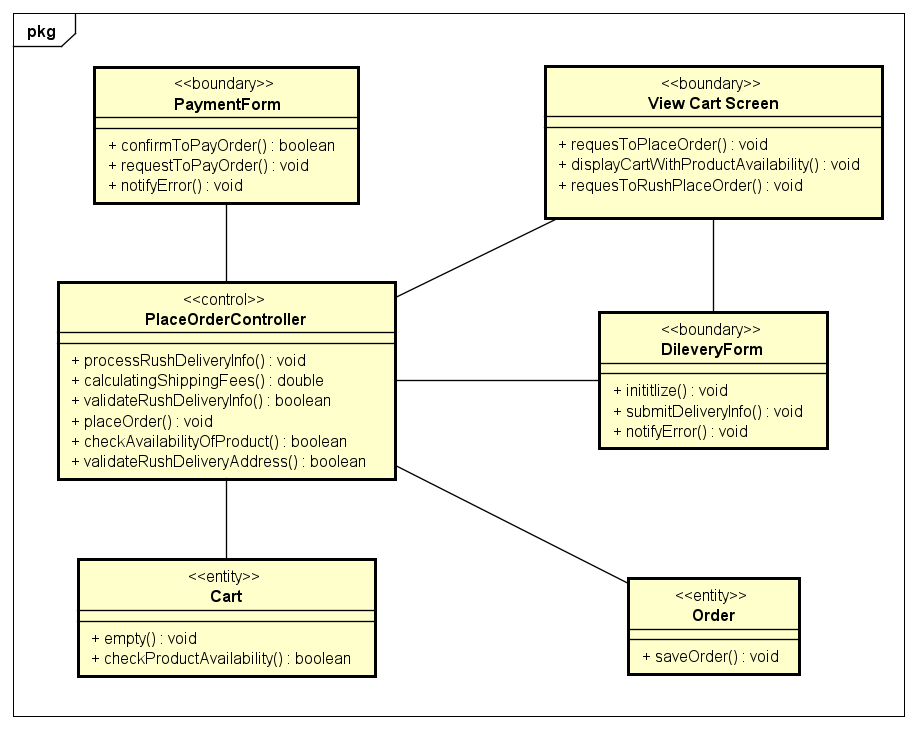 pkg
<<boundary>>
PaymentForm
+ confirmToPayOrder() : boolean
+ requestToPayOrder() : void
+ notifyError() : void
<<boundary>>
View Cart Screen
+ requesToPlaceOrder() : void
+ displayCartWithProductAvailability() : void
+ requesToRushPlaceOrder() : void
<<control>>
PlaceOrderController
+ processRushDeliveryInfo() : void
+ calculatingShippingFees() : double
+ validateRushDeliveryInfo() : boolean
+ placeOrder() : void
+ checkAvailabilityOfProduct() : boolean
+ validateRushDeliveryAddress() : boolean
<<boundary>>
DileveryForm
+ inititlize() : void
+ submitDeliveryInfo() : void
+ notifyError() : void
<<entity>>
Cart
+ empty() : void
+ checkProductAvailability() : boolean
<<entity>>
Order
+ saveOrder() : void